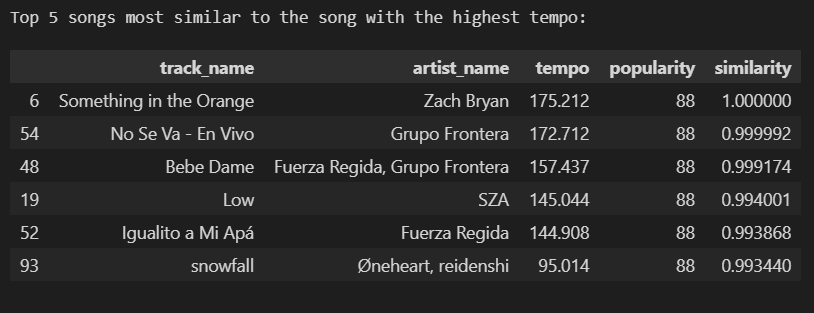 Top 5 songs most similar to the song with the highest tempo:
track_name artist_name tempo popularity similarity
6 Something in the Orange Zach Bryan 175.212 88 1.000000
54 No Se Va - En Vivo Grupo Frontera 172.712 88 0.999992
48 Bebe Dame Fuerza Regida, Grupo Frontera 157.437 88 0.999174
19 Low SZA 145.044 88 0.994001
52 Igualito a Mi Apá Fuerza Regida 144.908 88 0.993868
93 snowfall Øneheart, reidenshi 95.014 88 0.993440